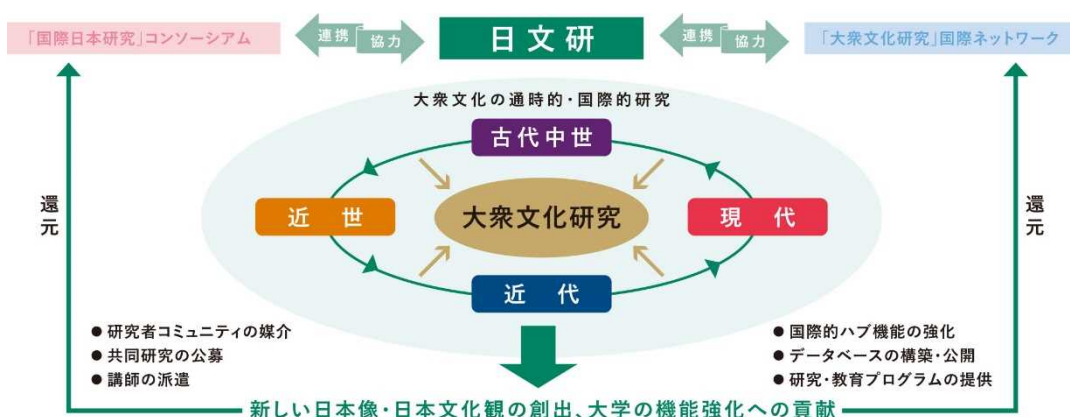 「国際日本研究」コンソーシアム
連携
協力
日文研
連携
協力
「大衆文化研究」国際ネットワーク
大衆文化の通時的・国際的研究
古代中世
近世
大衆文化研究
現代
近代
還元
還元
● 研究者コミュニティの媒介
● 共同研究の公募
● 講師の派遣
● 国際的ハブ機能の強化
● データベースの構築・公開
● 研究・教育プログラムの提供
新しい日本像・日本文化観の創出、大学の機能強化への貢献